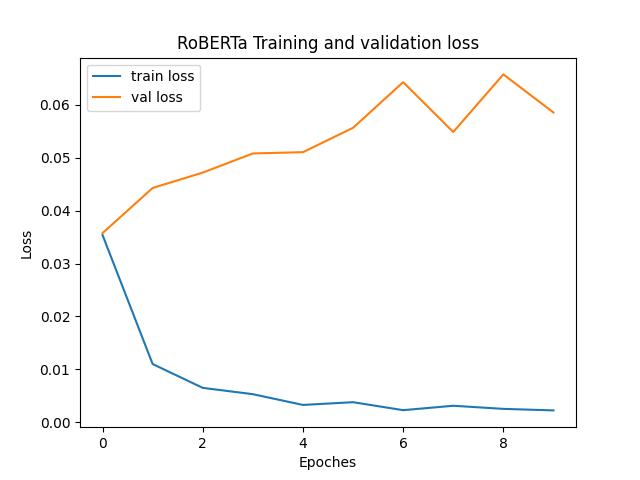 RoBERTa Training and validation loss
train loss
val loss
0.06
0.05
0.04
0.03
0.02
0.01
0.00
Loss
0 2 4 6 8
Epoches